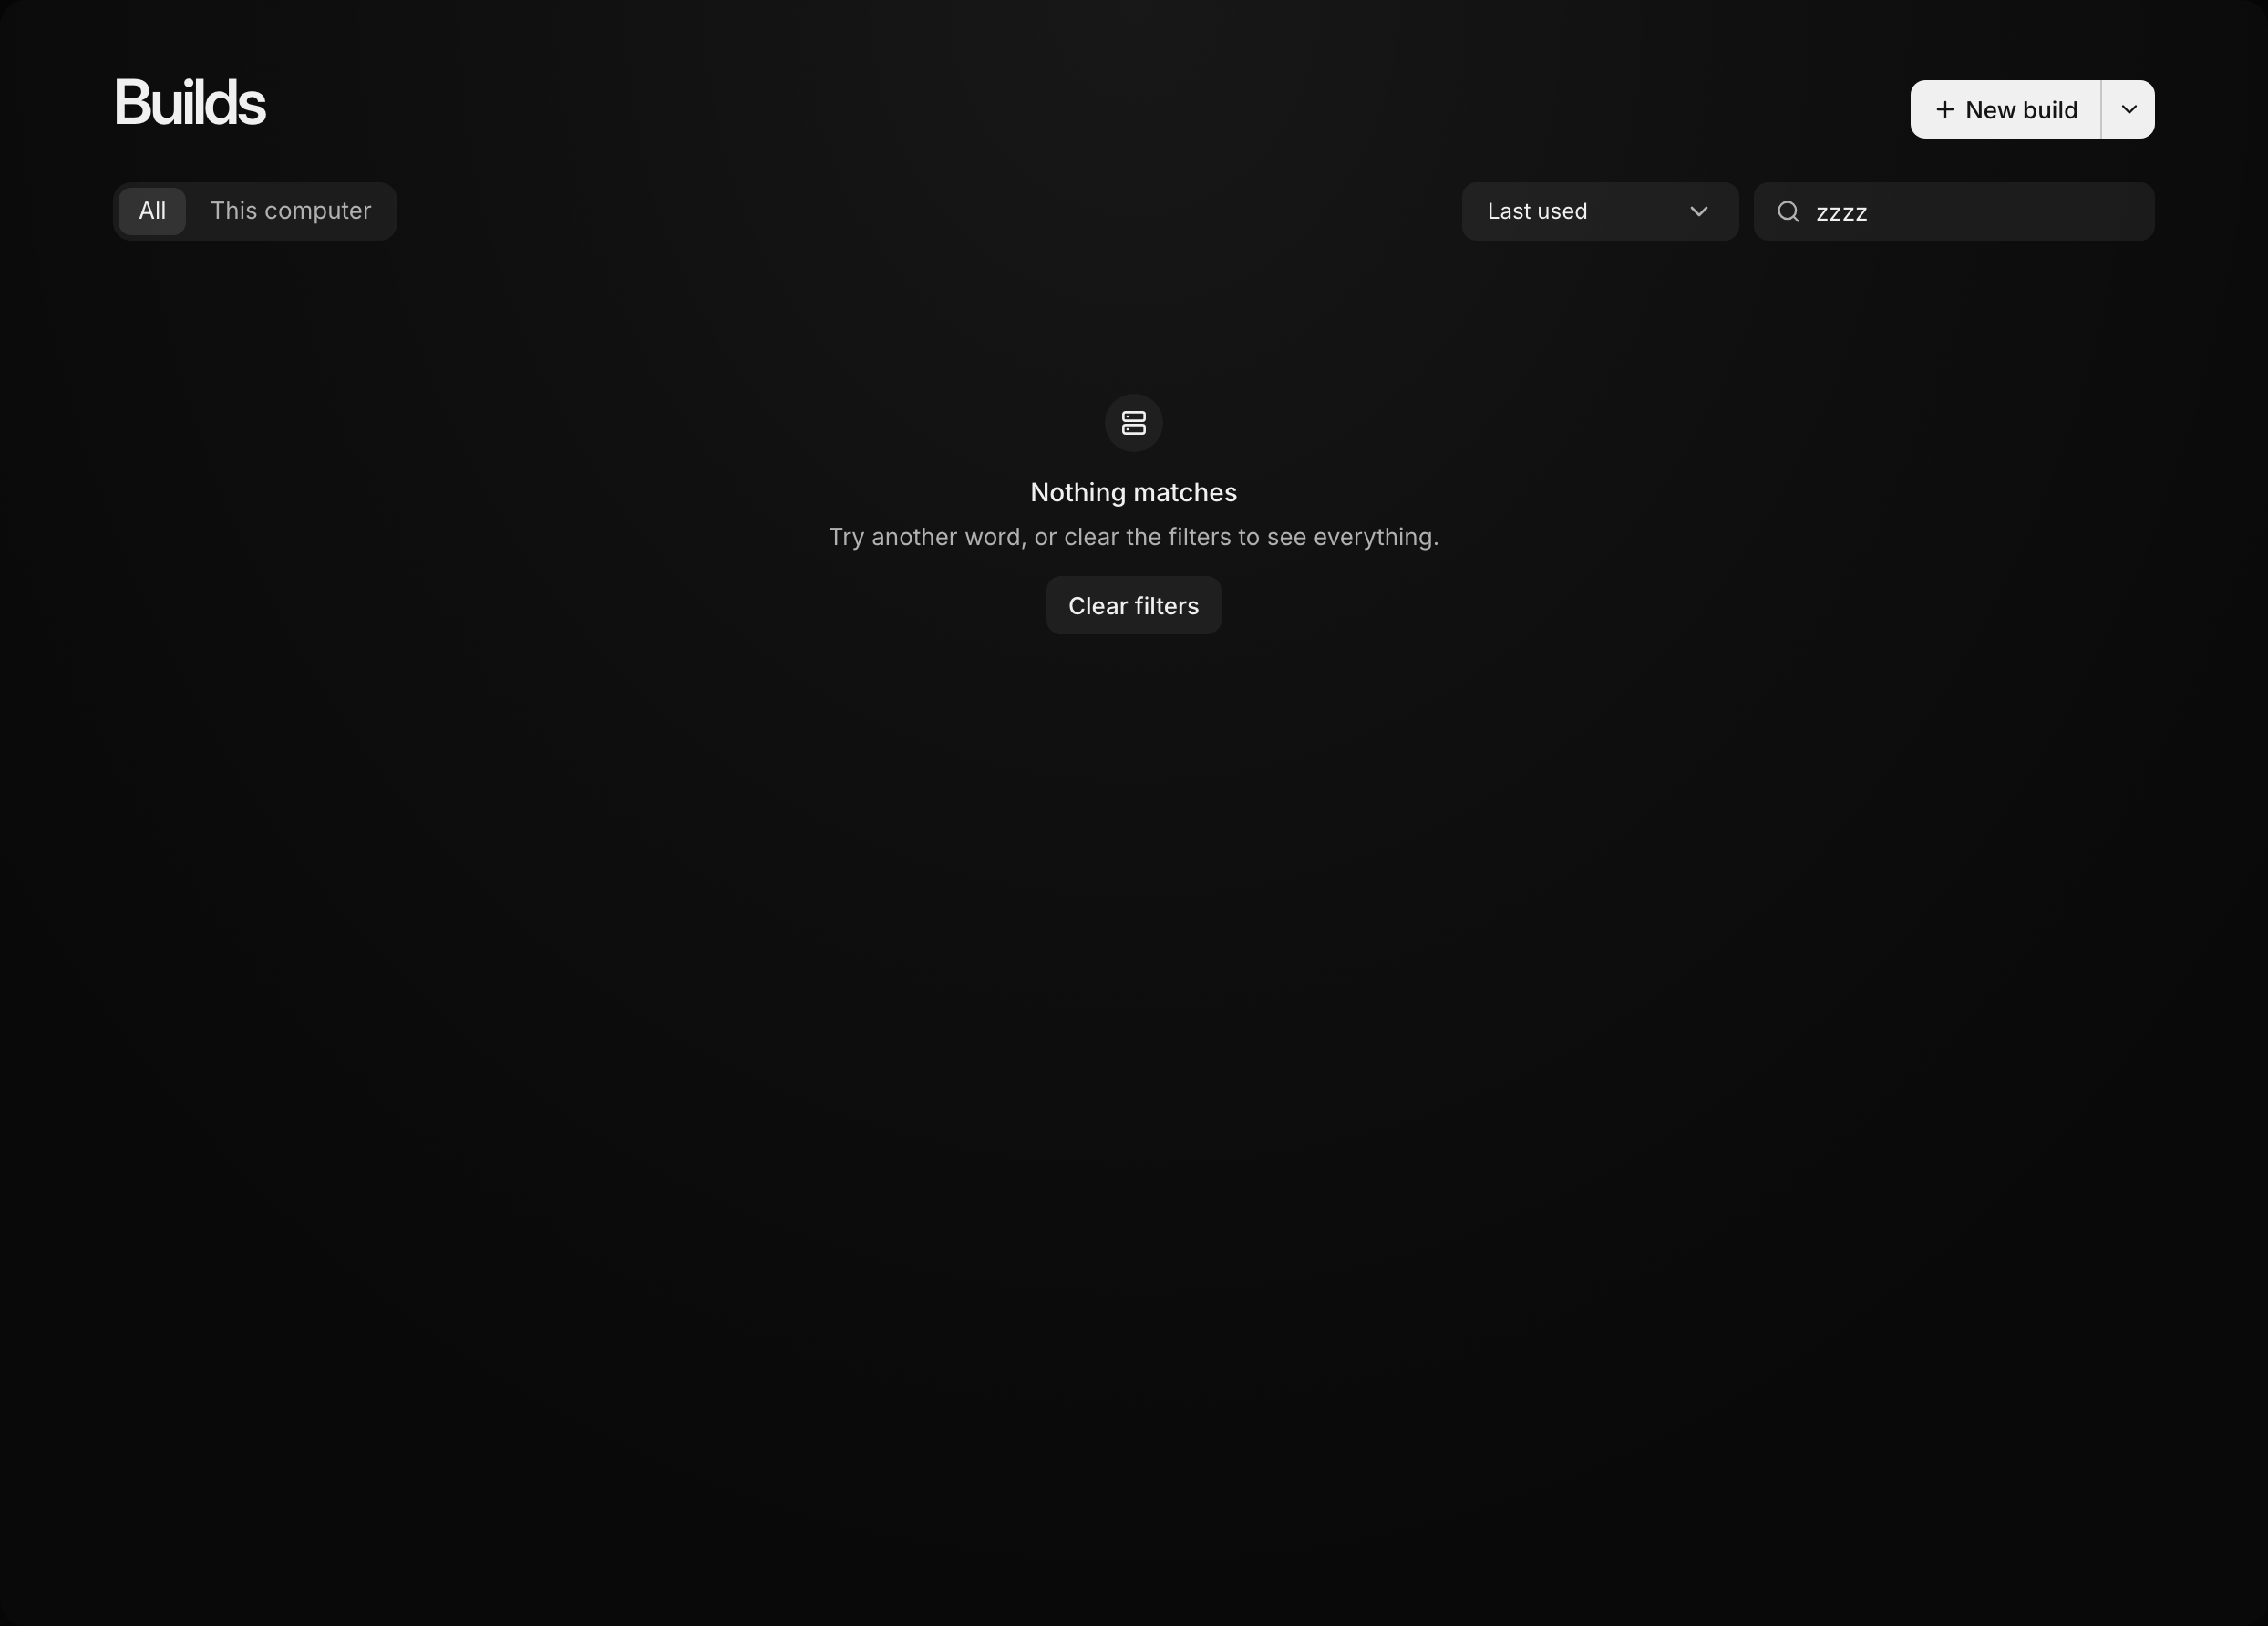 Builds
New build
All
This computer
Last used
zzzz
Nothing matches
Try another word, or clear the filters to see everything.
Clear filters